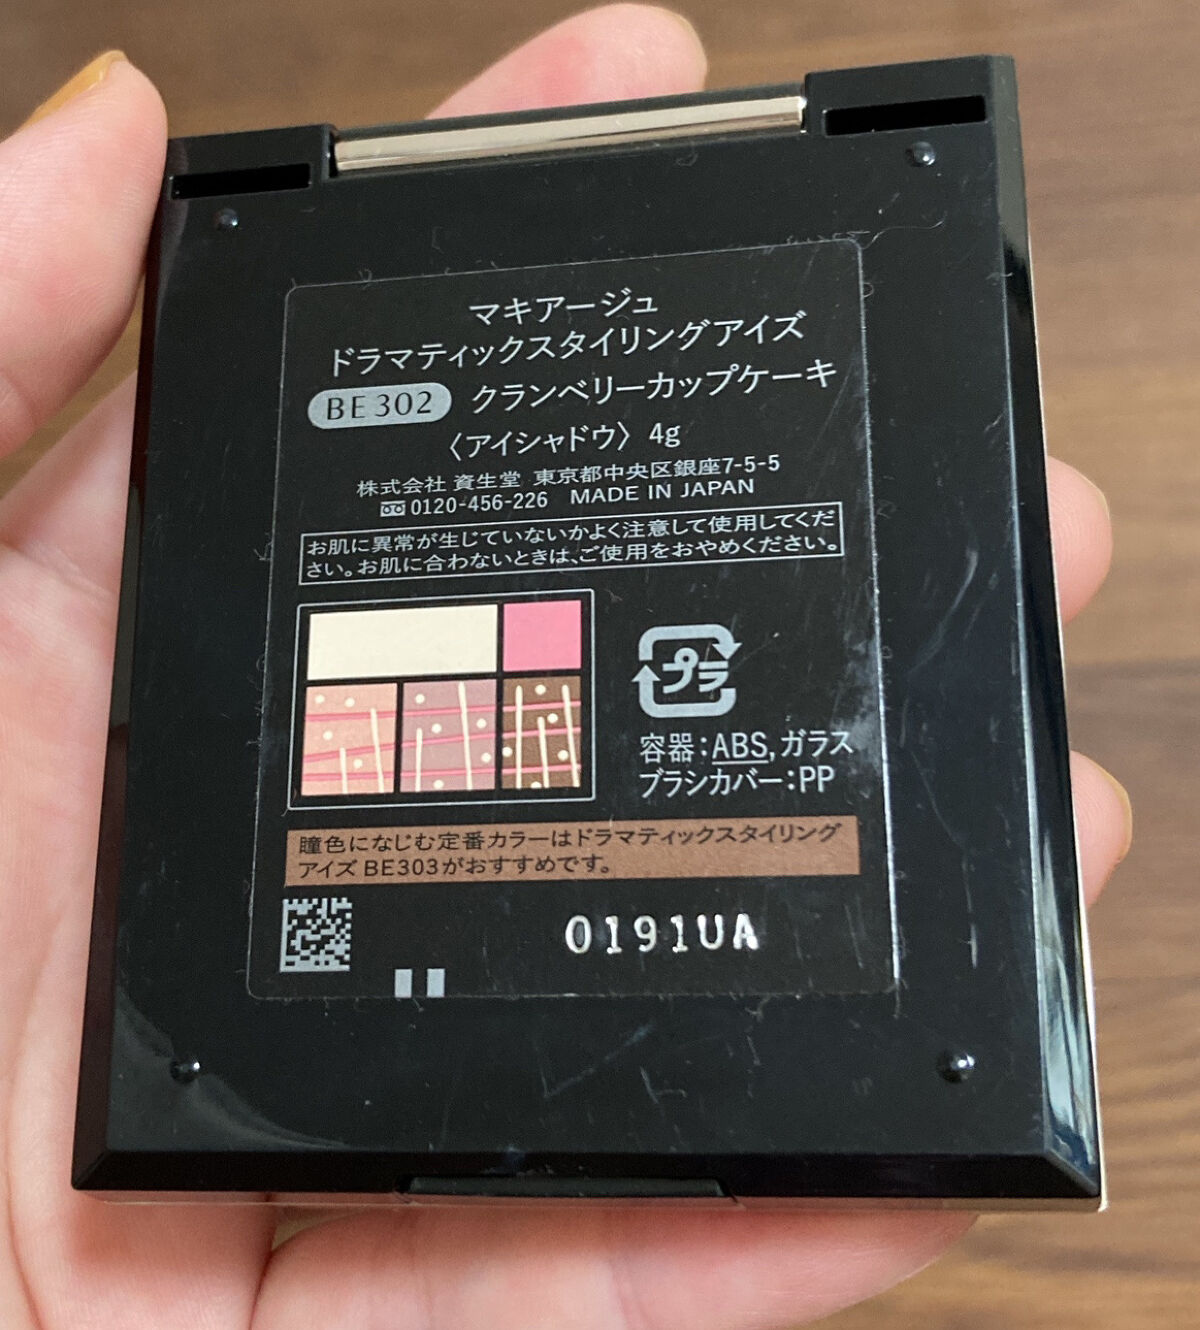 マキアージュ
ドラマティックスタイリングアイズ
BE 302 クランベリーカップケーキ
〈アイシャドウ〉 4g
株式会社 資生堂 東京都中央区銀座7-5-5
0120-456-226 MADE IN JAPAN
お肌に異常が生じていないかよく注意して使用してくだ
さい。お肌に合わないときは、ご使用をおやめください。
プラ
容器:ABS,ガラス
ブラシカバー:PP
瞳色になじむ定番カラーはドラマティックスタイリング
アイズ BE303がおすすめです。
0191UA